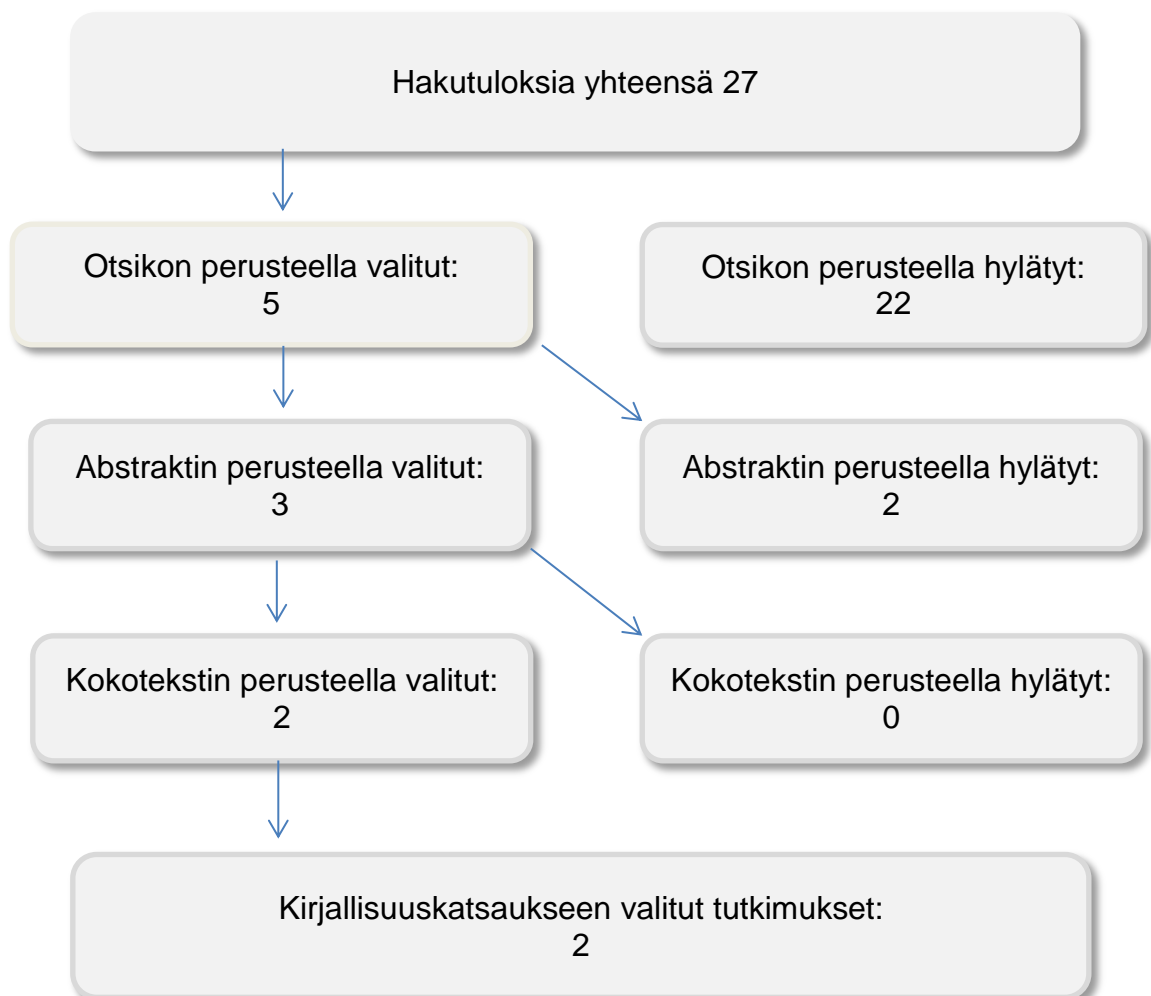 Hakutuloksia yhteensä 27
Otsikon perusteella valitut:
5
Otsikon perusteella hylätyt:
22
Abstraktin perusteella valitut:
3
Abstraktin perusteella hylätyt:
2
Kokotekstin perusteella valitut:
2
Kokotekstin perusteella hylätyt:
0
Kirjallisuuskatsaukseen valitut tutkimukset:
2